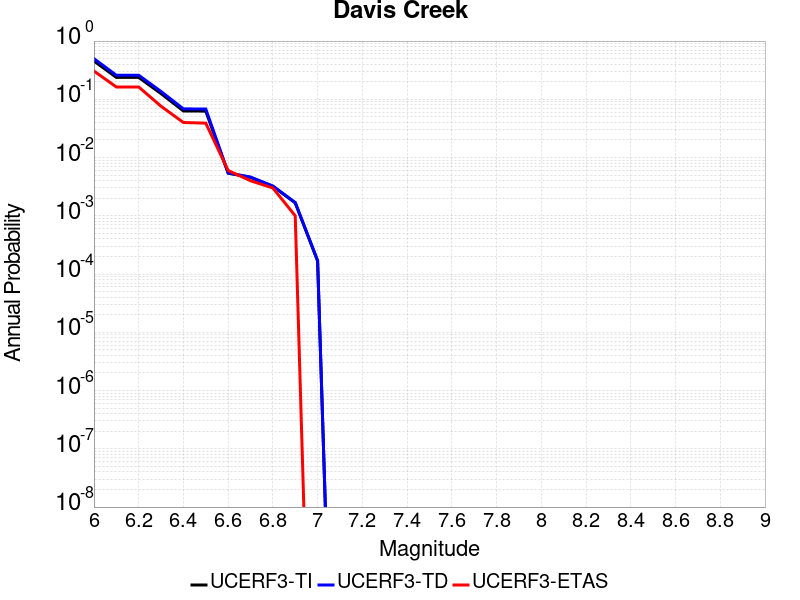 Davis Creek
10^0
10^-1
10^-2
10^-3
10^-4
10^-5
10^-6
10^-7
10^-8
Annual Probability
6 6.2 6.4 6.6 6.8 7 7.2 7.4 7.6 7.8 8 8.2 8.4 8.6 8.8 9
Magnitude
UCERF3-TI UCERF3-TD UCERF3-ETAS